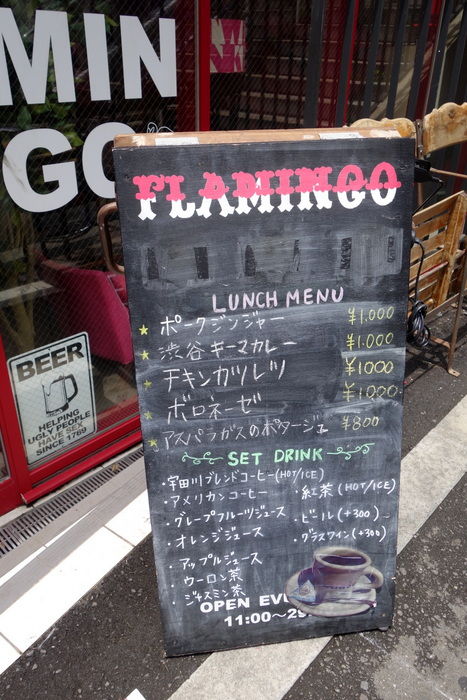 MIN
GO
FLAMINGO
LUNCH MENU
★ポークジンジャー ¥1,000
★渋谷キーマカレー ¥1,000
★チキンカツレツ ¥1000
★ボロネーゼ ¥1000
★アスパラガスのポタージュ ¥800
SET DRINK
・宇田川ブレンドコーヒー(HOT/ICE)
・アメリカンコーヒー
・グレープフルーツジュース
・オレンジジュース
・アップルジュース
・ウーロン茶
・ジャスミン茶
・紅茶(HOT/ICE)
・ビール(+300)
・グラスワイン(+300)
OPEN
11:00~
BEER
HELPING
UGLY PEOPLE
HAVE SEX
SINCE 1769